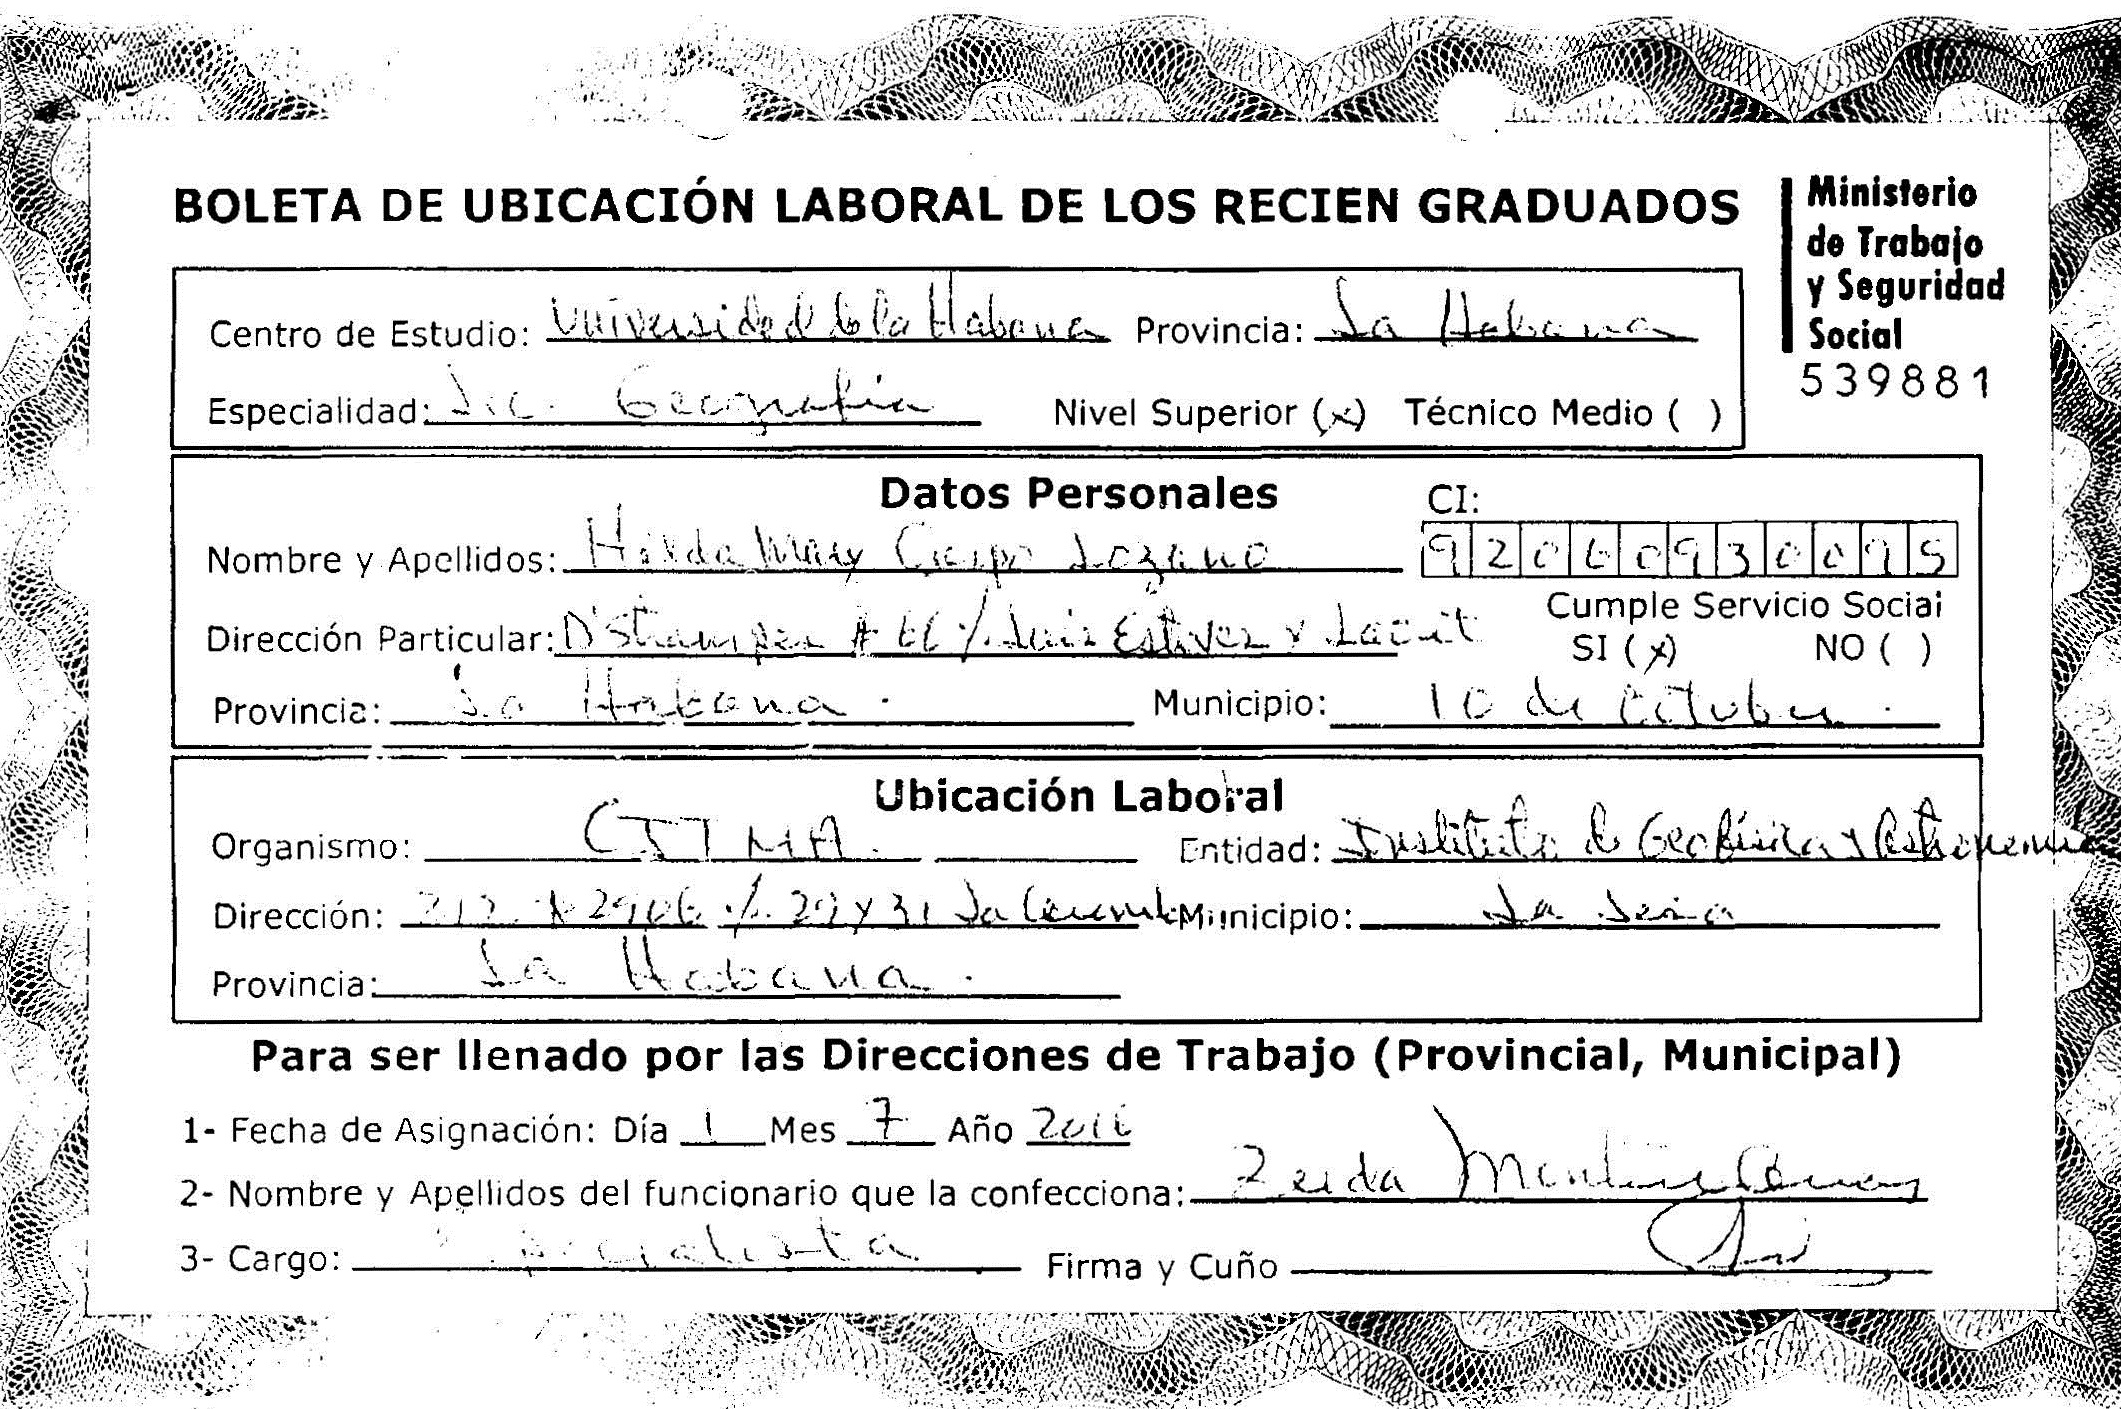 BOLETA DE UBICACIÓN LABORAL DE LOS RECIEN GRADUADOS
Ministerio
de Trabajo
y Seguridad
Social
539881
Centro de Estudio: Universidad de la Habana Provincia: La Habana
Especialidad: Lic. Geografía Nivel Superior (x) Técnico Medio ( )
Datos Personales
CI:
Nombre y Apellidos: Hilda Mary Crespo Lozano 92060930095
Cumple Servicio Social
Dirección Particular: D'Strampes # 66 %. Luis Estévez y Lacret SI (x) NO ( )
Provincia: La Habana. Municipio: 10 de Octubre.
Ubicación Laboral
Organismo: CITMA. Entidad: Instituto de Geofísica y Astronomía
Dirección: 212. # 2906 % 29 y 31 La Coronela Municipio: La Lisa
Provincia: La Habana.
Para ser llenado por las Direcciones de Trabajo (Provincial, Municipal)
1- Fecha de Asignación: Día 1 Mes 7 Año 2016
2- Nombre y Apellidos del funcionario que la confecciona: Zeida
3- Cargo: Especialista Firma y Cuño